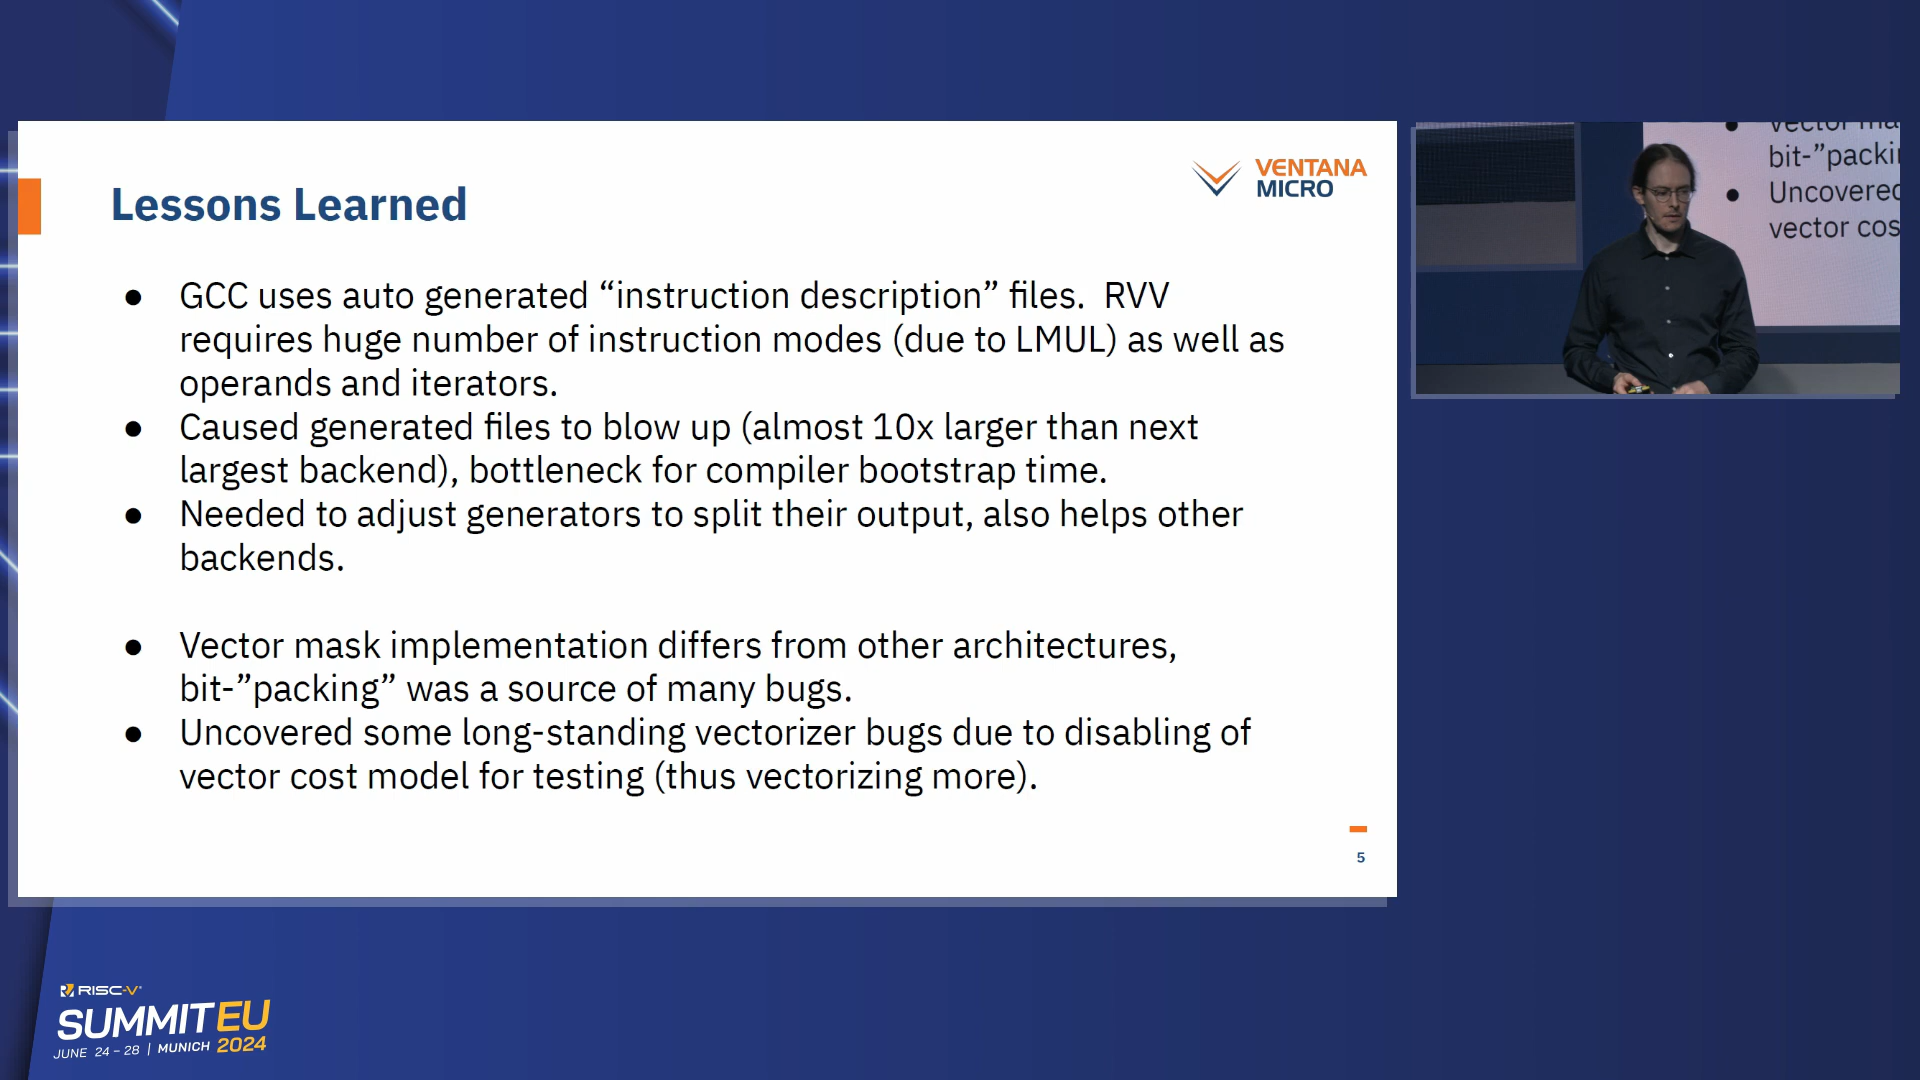 Lessons Learned
VENTANA
MICRO
● GCC uses auto generated “instruction description” files.  RVV
requires huge number of instruction modes (due to LMUL) as well as
operands and iterators.
● Caused generated files to blow up (almost 10x larger than next
largest backend), bottleneck for compiler bootstrap time.
● Needed to adjust generators to split their output, also helps other
backends.
● Vector mask implementation differs from other architectures,
bit-”packing” was a source of many bugs.
● Uncovered some long-standing vectorizer bugs due to disabling of
vector cost model for testing (thus vectorizing more).
5
bit-”packi
● Uncovered
vector cos
RISC-V
SUMMIT EU
JUNE 24 – 28 | MUNICH 2024